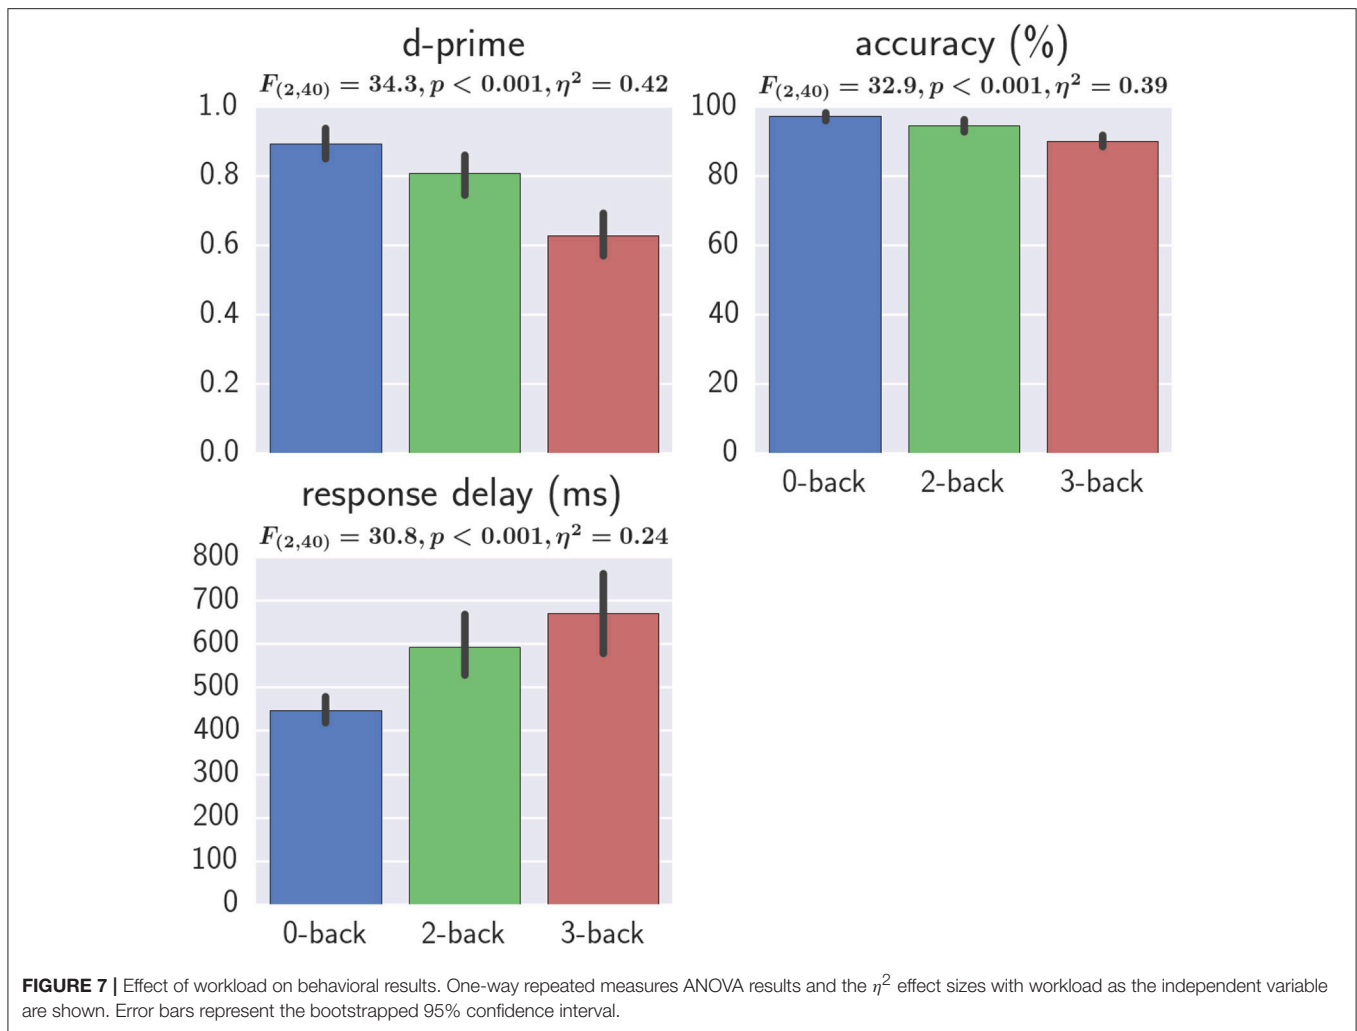 d-prime
F(2,40) = 34.3, p < 0.001, η² = 0.42
1.0
0.8
0.6
0.4
0.2
0.0
accuracy (%)
F(2,40) = 32.9, p < 0.001, η² = 0.39
100
80
60
40
20
0
0-back 2-back 3-back
response delay (ms)
F(2,40) = 30.8, p < 0.001, η² = 0.24
800
700
600
500
400
300
200
100
0
0-back 2-back 3-back
FIGURE 7 | Effect of workload on behavioral results. One-way repeated measures ANOVA results and the η² effect sizes with workload as the independent variable
are shown. Error bars represent the bootstrapped 95% confidence interval.